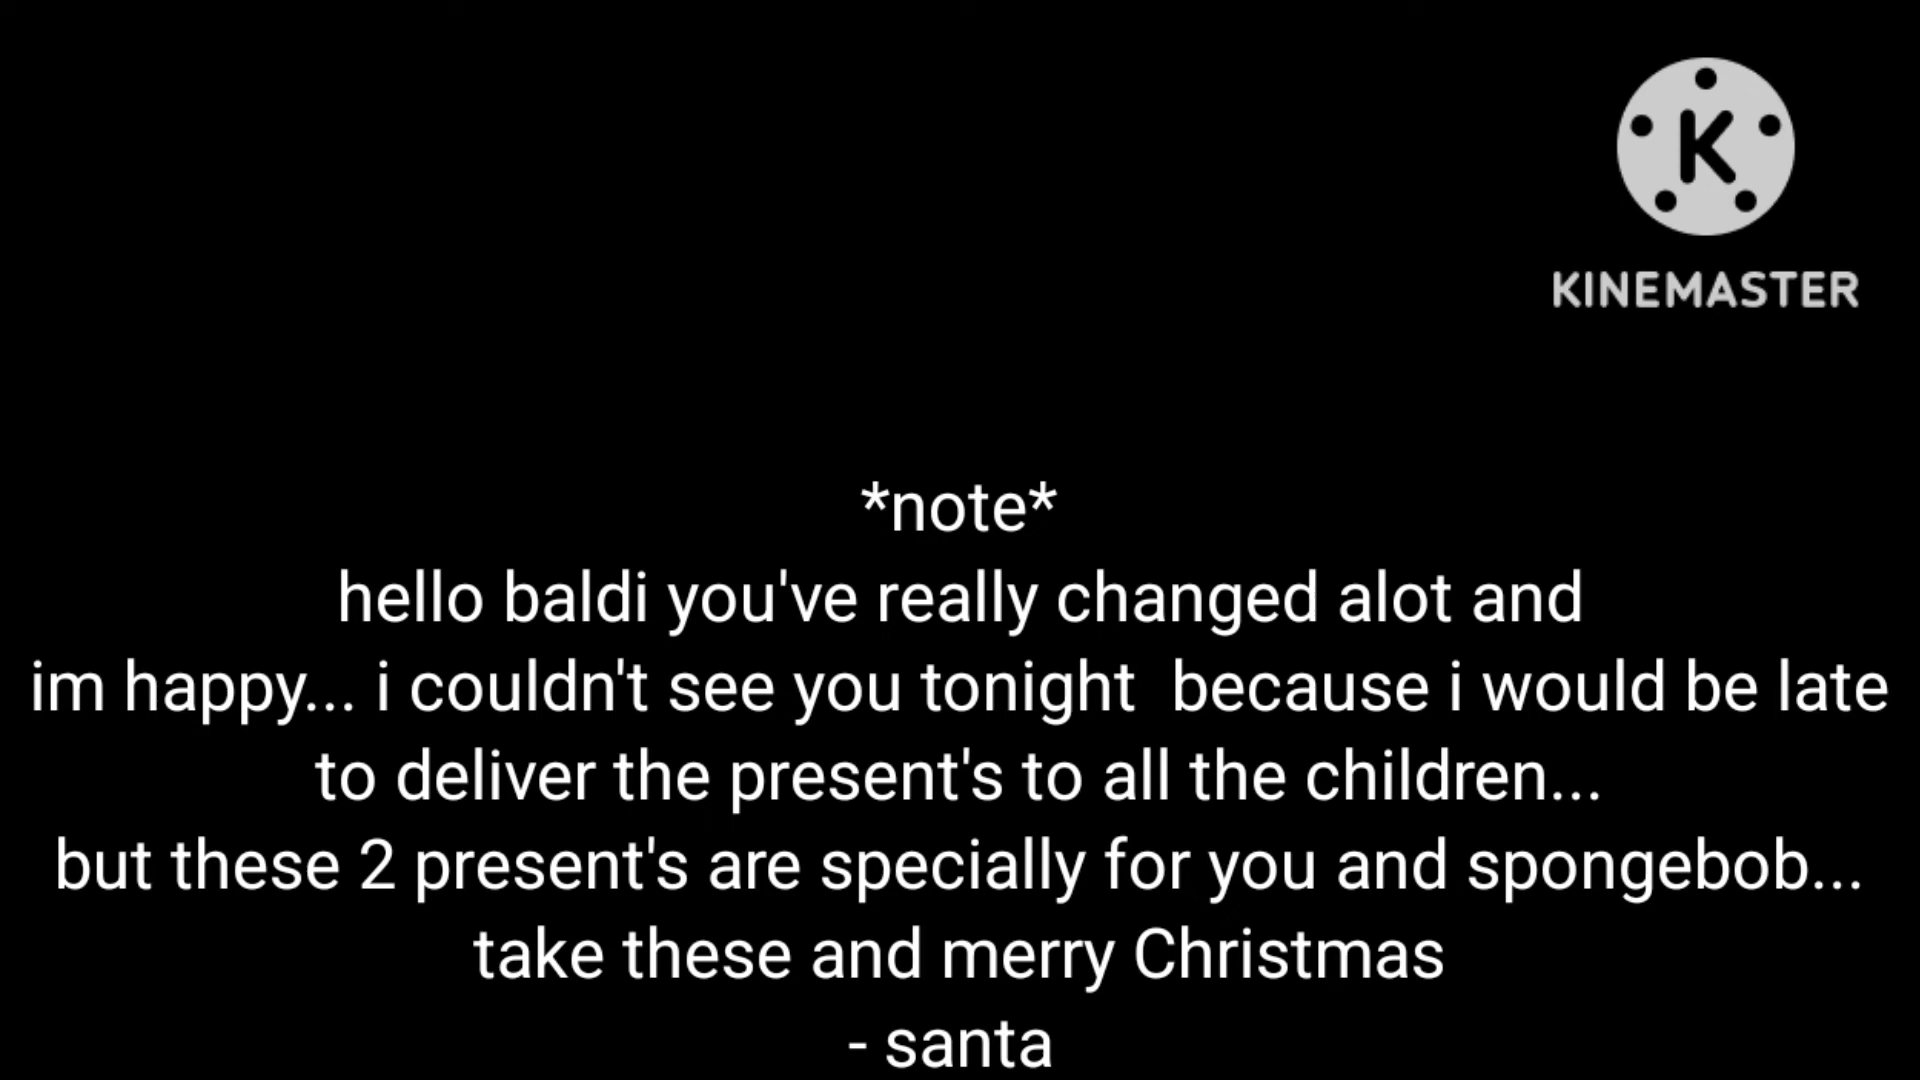 K
KINEMASTER
*note*
hello baldi you've really changed alot and
im happy... i couldn't see you tonight  because i would be late
to deliver the present's to all the children...
but these 2 present's are specially for you and spongebob...
take these and merry Christmas
- santa